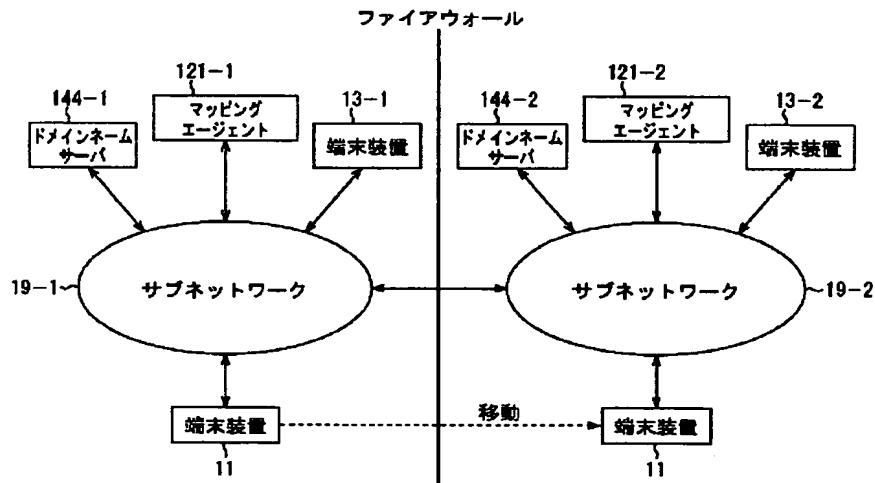 ファイアウォール
121-1
144-1
マッピング
エージェント
13-1
ドメインネーム
サーバ
端末装置
121-2
144-2
マッピング
エージェント
13-2
ドメインネーム
サーバ
端末装置
19-1
サブネットワーク
サブネットワーク
19-2
端末装置
移動
端末装置
11
11